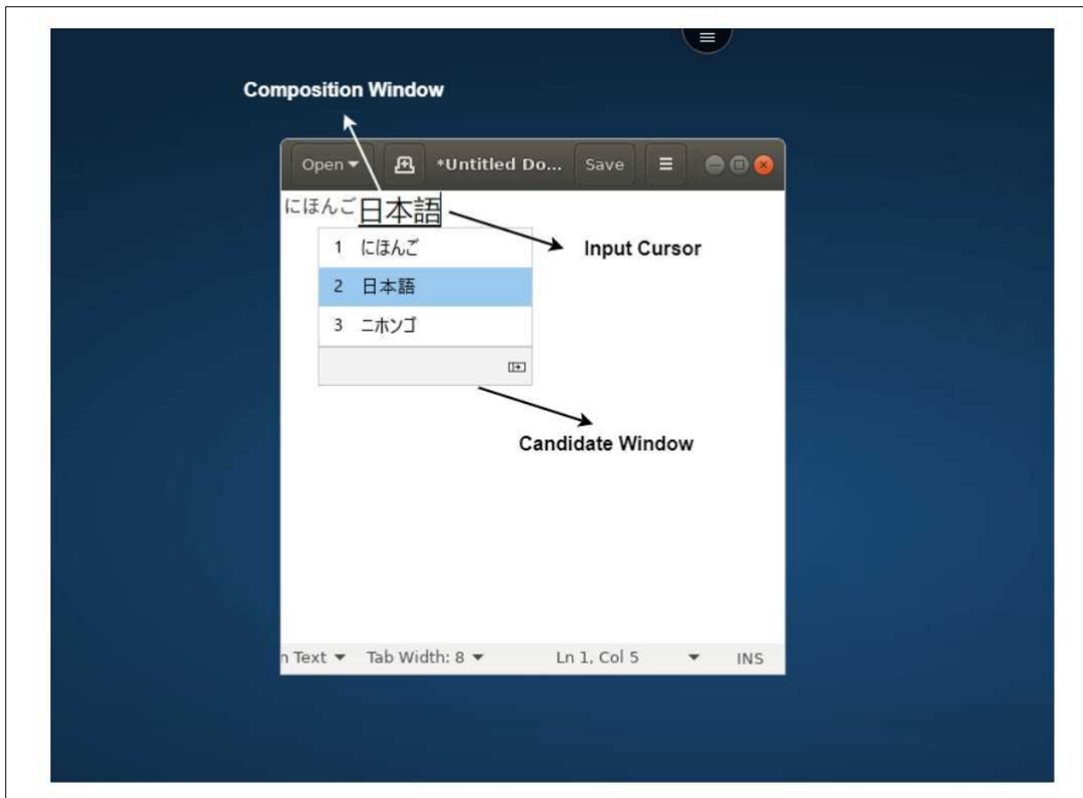 Composition Window
Open *Untitled Do... Save
にほんご日本語
Input Cursor
1 にほんご
2 日本語
3 ニホンゴ
Candidate Window
n Text Tab Width: 8 Ln 1, Col 5 INS